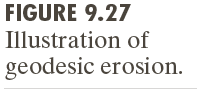 FIGURE 9.27
Illustration of
geodesic erosion.